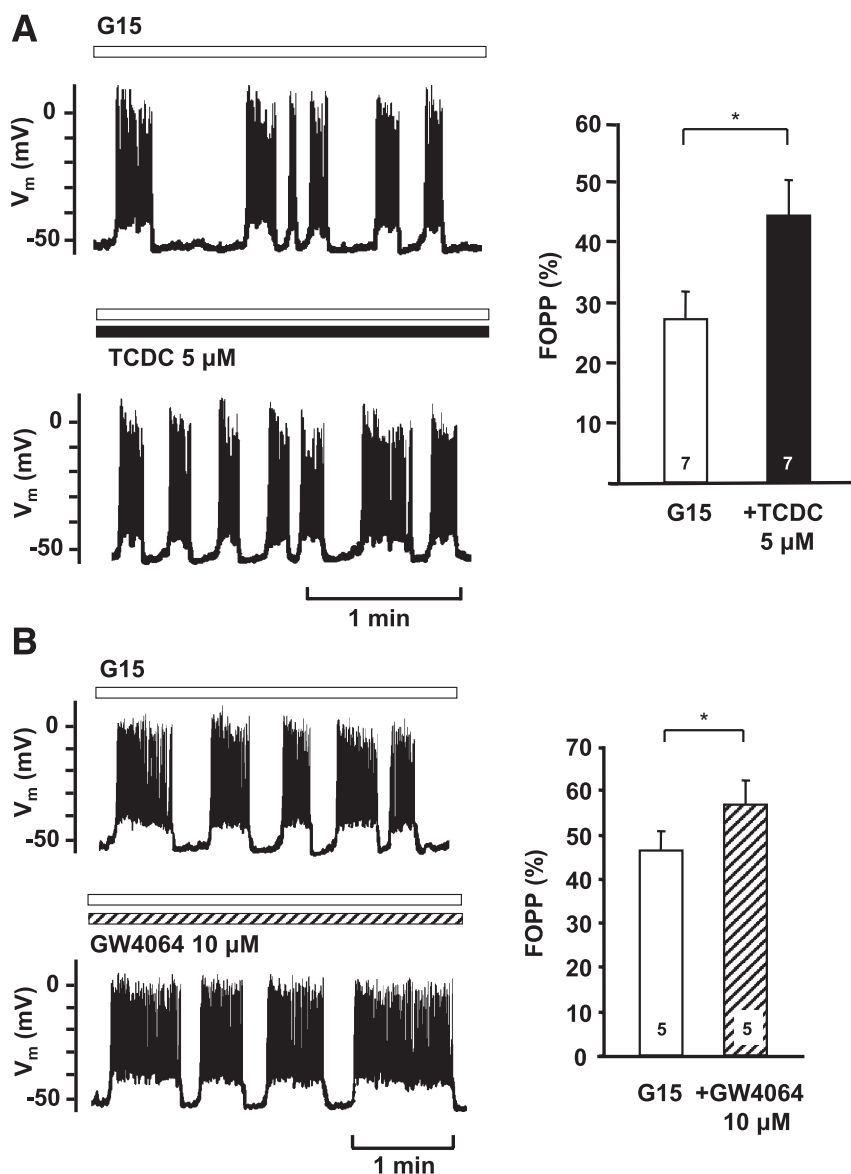 A
G15
0
-50
Vm (mV)
TCDC 5 µM
0
-50
Vm (mV)
1 min
*
60
50
40
30
20
10
FOPP (%)
7
7
G15 +TCDC
5 µM
B
G15
0
-50
Vm (mV)
GW4064 10 µM
0
-50
Vm (mV)
1 min
*
70
60
50
40
30
20
10
0
FOPP (%)
5
5
G15 +GW4064
10 µM